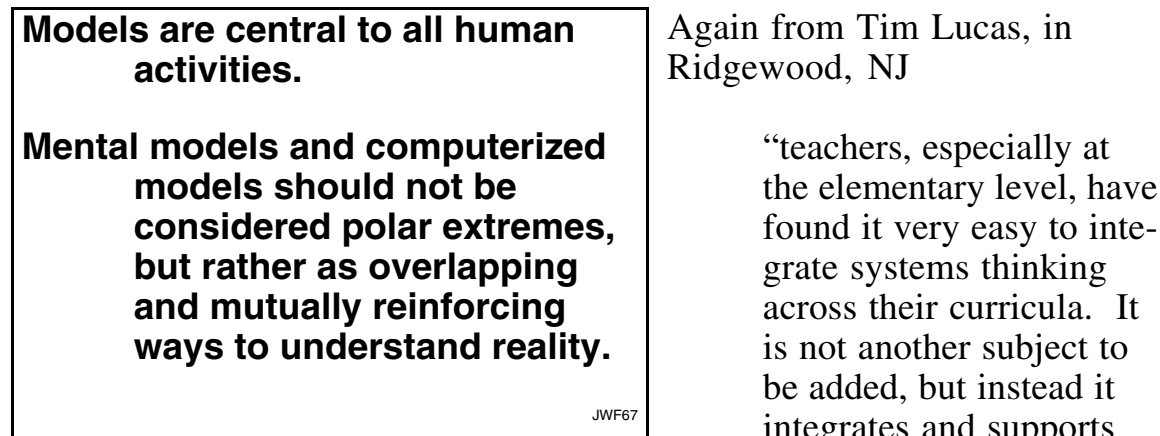 Models are central to all human
activities.
Mental models and computerized
models should not be
considered polar extremes,
but rather as overlapping
and mutually reinforcing
ways to understand reality.
JWF67
Again from Tim Lucas, in
Ridgewood, NJ
“teachers, especially at
the elementary level, have
found it very easy to inte-
grate systems thinking
across their curricula. It
is not another subject to
be added, but instead it
integrates and supports